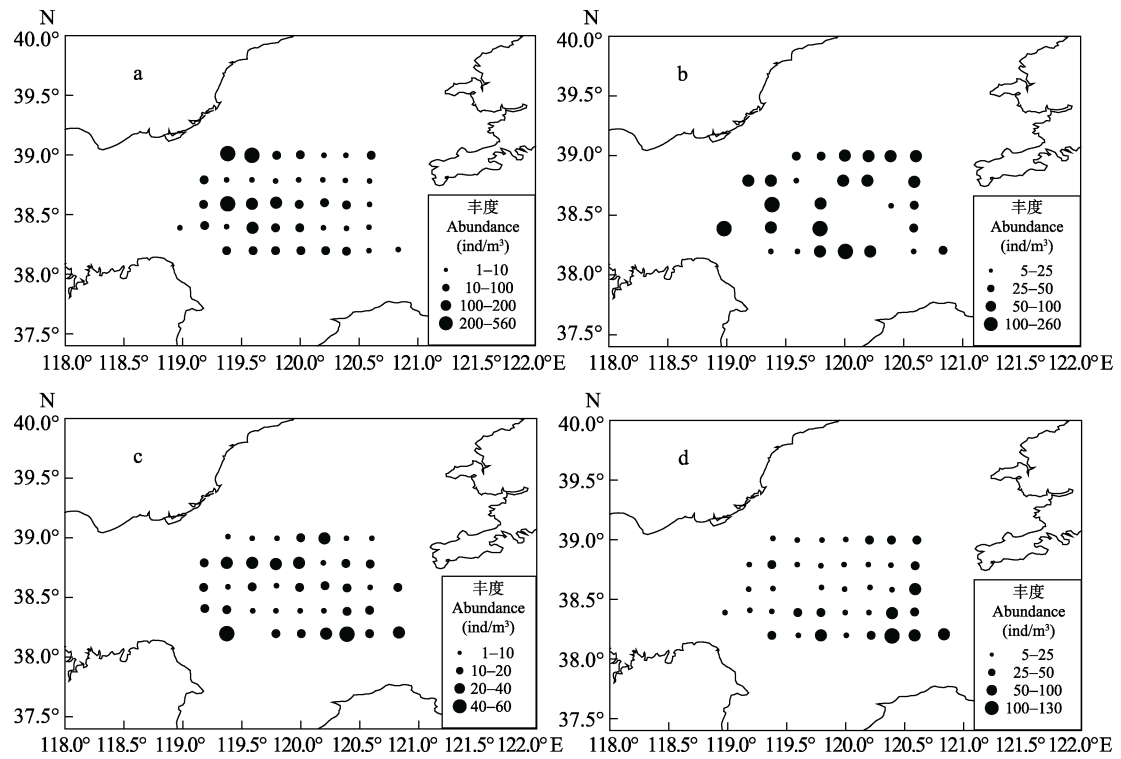 N
40.0°
39.5°
39.0°
38.5°
38.0°
37.5°
a
丰度
Abundance
(ind/m³)
1–10
10–100
100–200
200–560
118.0° 118.5° 119.0° 119.5° 120.0° 120.5° 121.0° 121.5° 122.0° E
N
40.0°
39.5°
39.0°
38.5°
38.0°
37.5°
b
丰度
Abundance
(ind/m³)
5–25
25–50
50–100
100–260
118.0° 118.5° 119.0° 119.5° 120.0° 120.5° 121.0° 121.5° 122.0° E
N
40.0°
39.5°
39.0°
38.5°
38.0°
37.5°
c
丰度
Abundance
(ind/m³)
1–10
10–20
20–40
40–60
118.0° 118.5° 119.0° 119.5° 120.0° 120.5° 121.0° 121.5° 122.0° E
N
40.0°
39.5°
39.0°
38.5°
38.0°
37.5°
d
丰度
Abundance
(ind/m³)
5–25
25–50
50–100
100–130
118.0° 118.5° 119.0° 119.5° 120.0° 120.5° 121.0° 121.5° 122.0° E